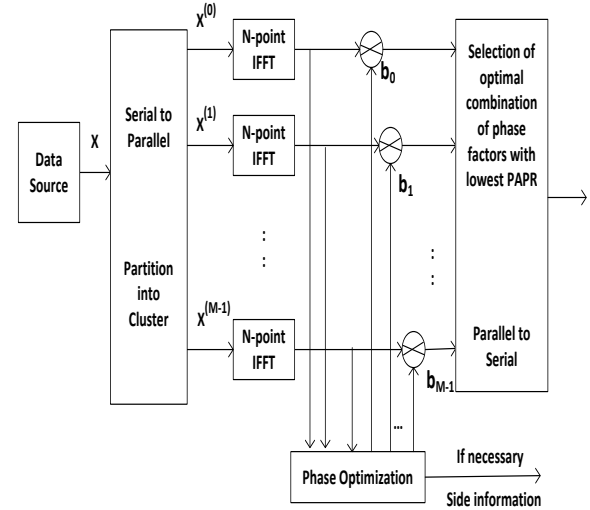 Data
Source
X
Serial to
Parallel
Partition
into
Cluster
X(0)
N-point
IFFT
b0
X(1)
N-point
IFFT
b1
:
:
:
:
X(M-1)
N-point
IFFT
bM-1
...
Selection of
optimal
combination
of phase
factors with
lowest PAPR
Parallel to
Serial
Phase Optimization
If necessary
Side information